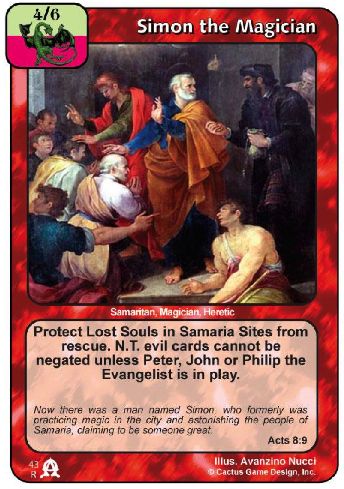 4/6
Simon the Magician
Samaritan, Magician, Heretic
Protect Lost Souls in Samaria Sites from
rescue. N.T. evil cards cannot be
negated unless Peter, John or Philip the
Evangelist is in play.
Now there was a man named Simon, who formerly was
practicing magic in the city and astonishing the people of
Samaria, claiming to be someone great.
Acts 8:9
43
R
Illus. Avanzino Nucci
© Cactus Game Design, Inc.